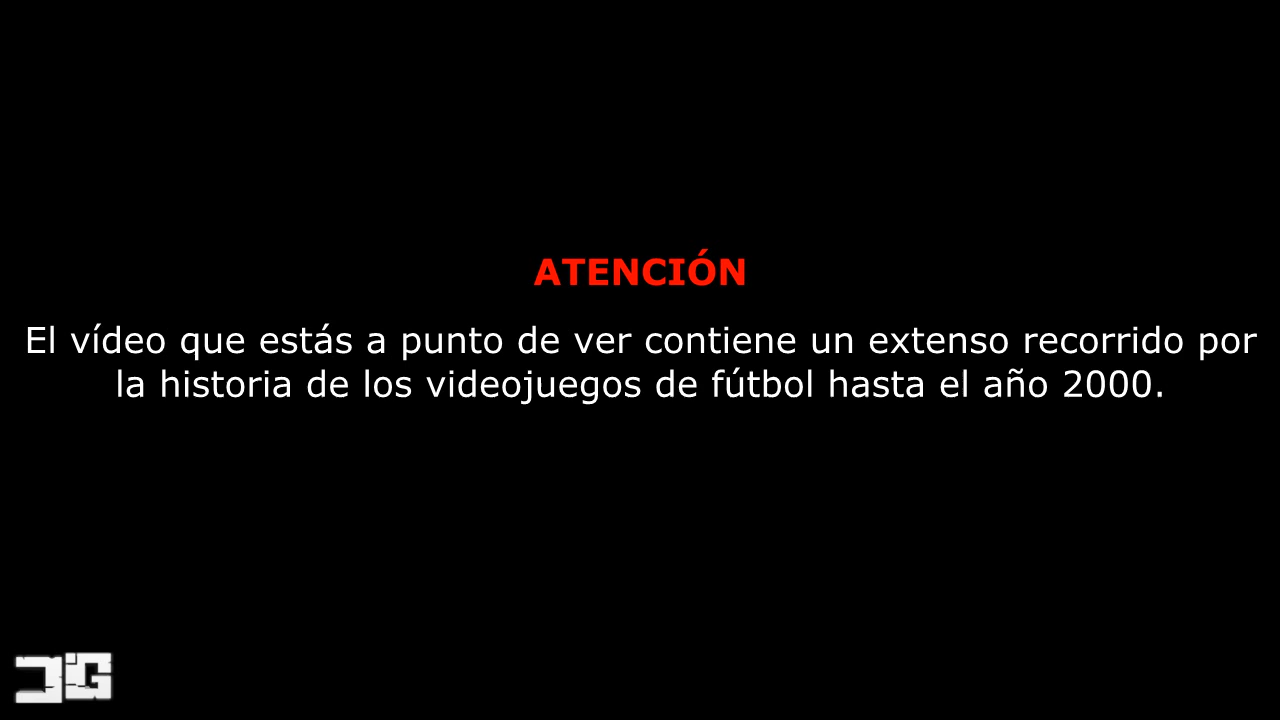 ATENCIÓN
El vídeo que estás a punto de ver contiene un extenso recorrido por
la historia de los videojuegos de fútbol hasta el año 2000.